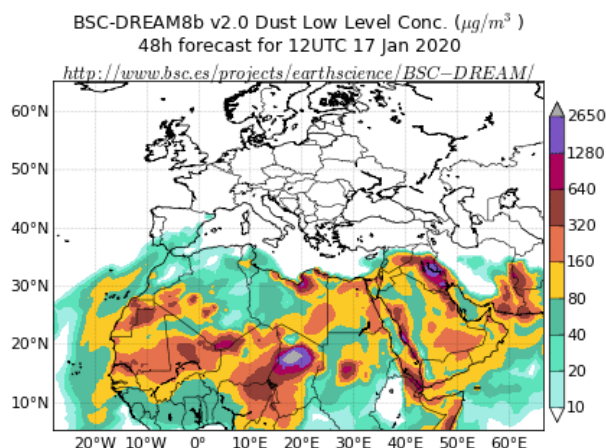 BSC-DREAM8b v2.0 Dust Low Level Conc. (μg/m³ )
48h forecast for 12UTC 17 Jan 2020
http://www.bsc.es/projects/earthscience/BSC−DREAM/
60°N
50°N
40°N
30°N
20°N
10°N
20°W 10°W 0° 10°E 20°E 30°E 40°E 50°E 60°E
2650
1280
640
320
160
80
40
20
10